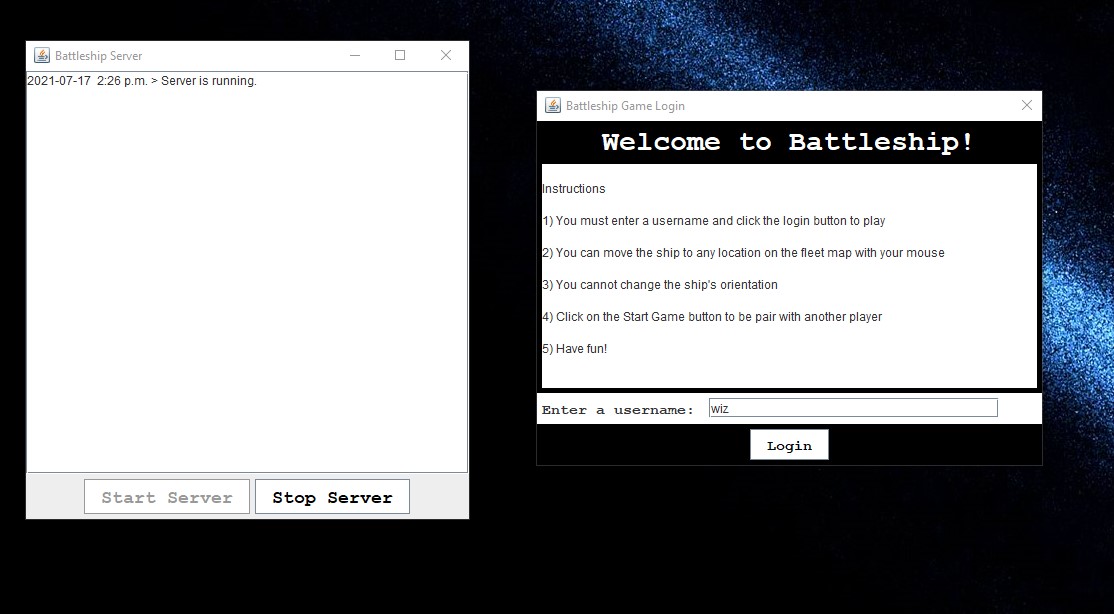 Battleship Server
2021-07-17 2:26 p.m. > Server is running.
Start Server
Stop Server
Battleship Game Login
Welcome to Battleship!
Instructions
1) You must enter a username and click the login button to play
2) You can move the ship to any location on the fleet map with your mouse
3) You cannot change the ship's orientation
4) Click on the Start Game button to be pair with another player
5) Have fun!
Enter a username: wiz
Login